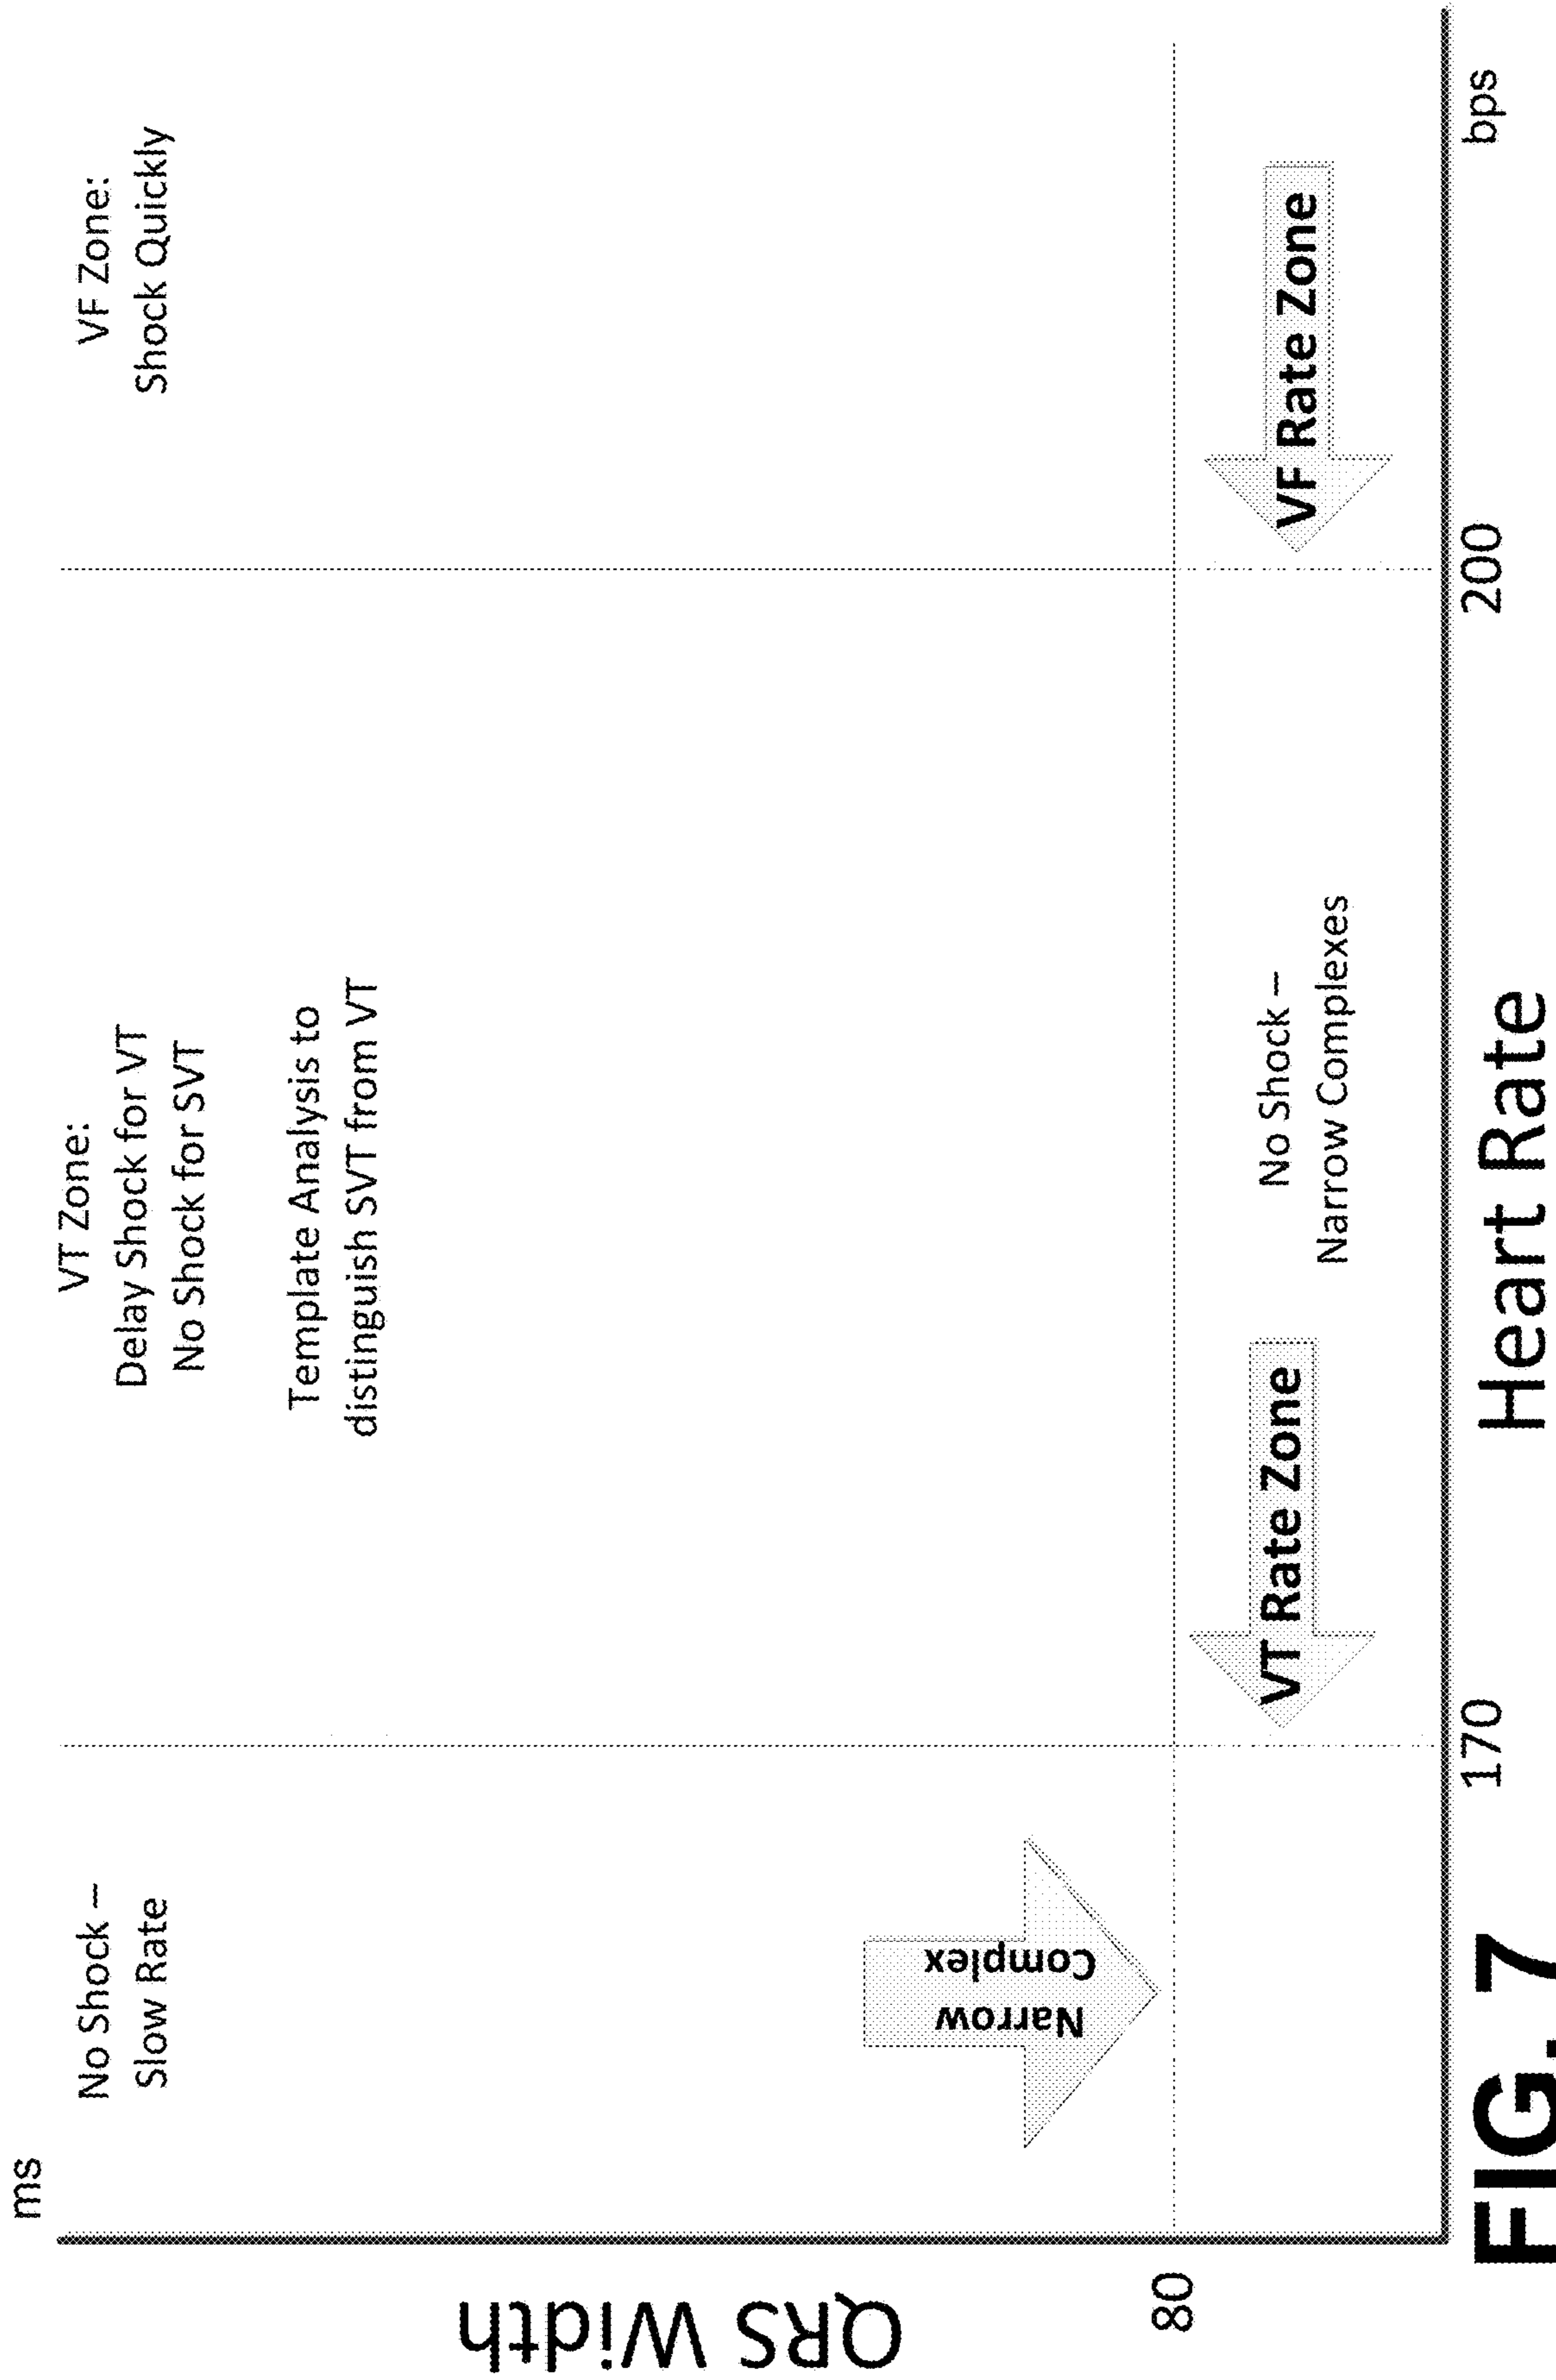 ms
No Shock –
Slow Rate
VT Zone:
Delay Shock for VT
No Shock for SVT
Template Analysis to
distinguish SVT from VT
VF Zone:
Shock Quickly
QRS Width
Narrow
Complex
80
VT Rate Zone
No Shock –
Narrow Complexes
VF Rate Zone
170
200
bps
Heart Rate
FIG. 7